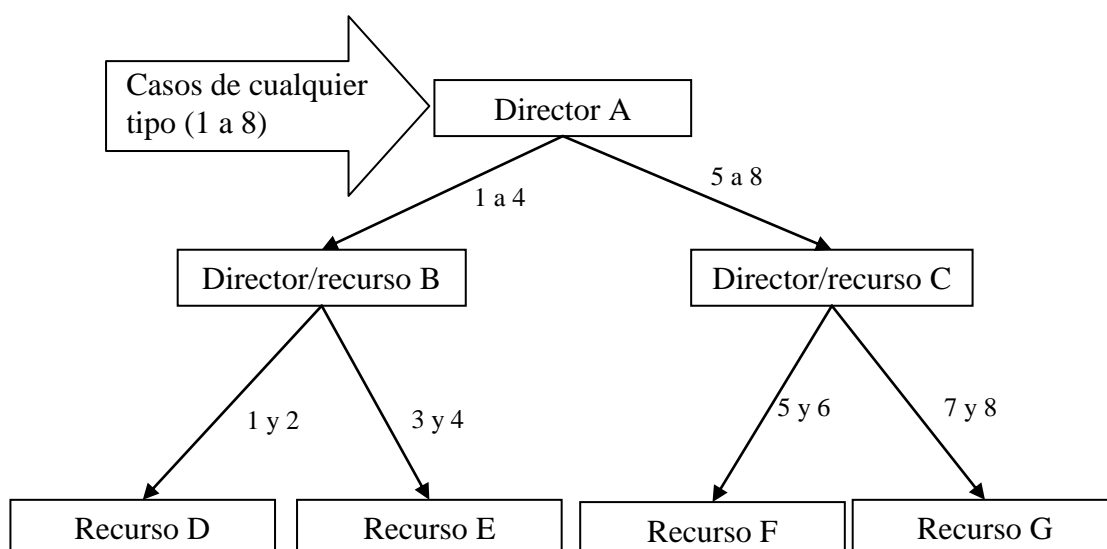 Casos de cualquier
tipo (1 a 8)
Director A
1 a 4
5 a 8
Director/recurso B
Director/recurso C
1 y 2
3 y 4
5 y 6
7 y 8
Recurso D
Recurso E
Recurso F
Recurso G